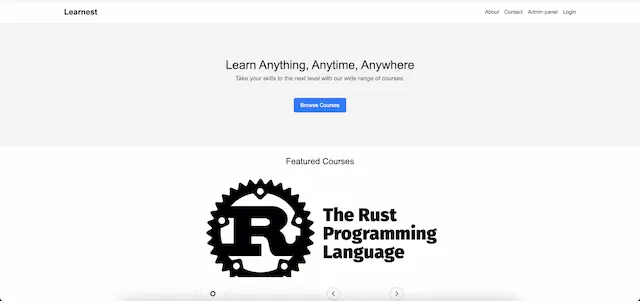 Learnest
About Contact Admin panel Login
Learn Anything, Anytime, Anywhere
Take your skills to the next level with our wide range of courses.
Browse Courses
Featured Courses
R
The Rust
Programming
Language